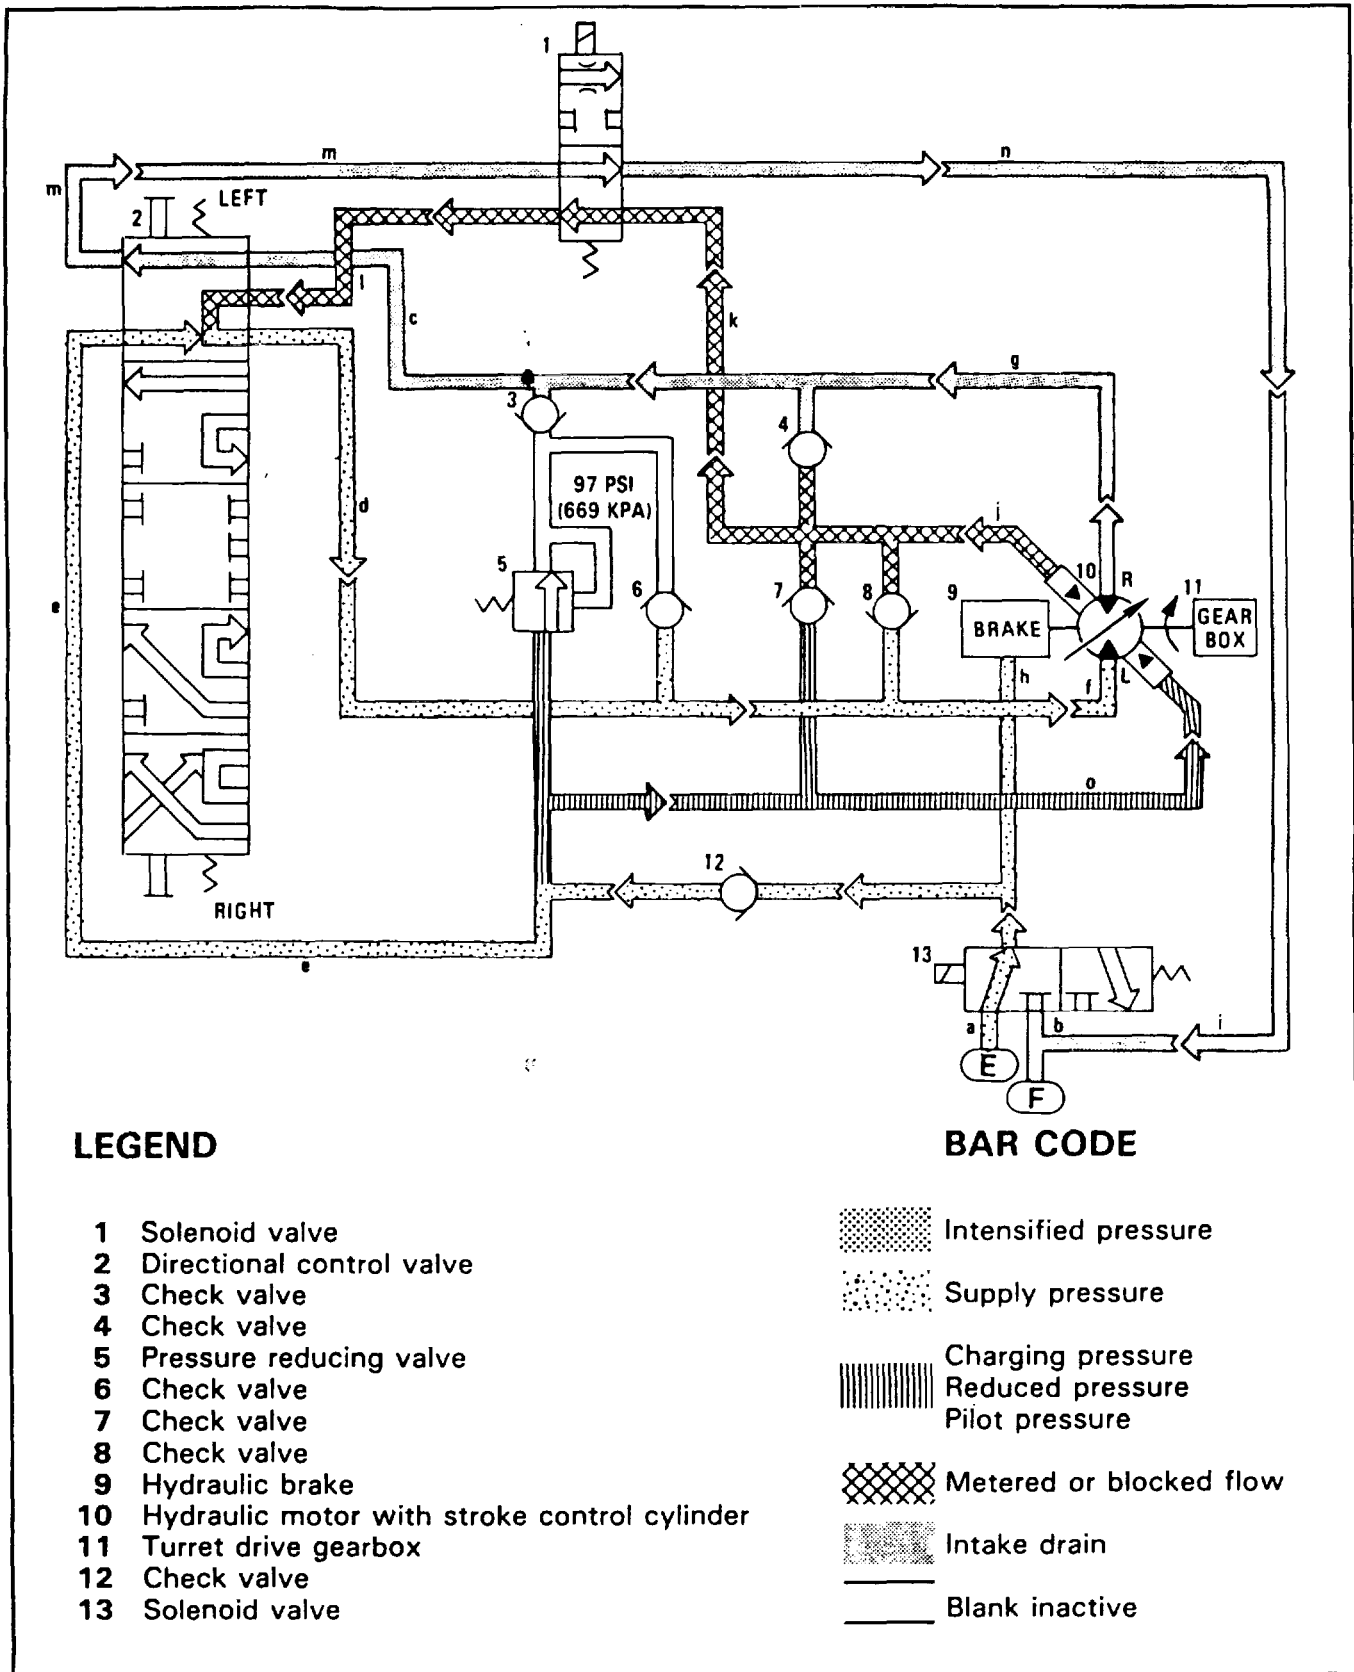 1
m
n
m
2
LEFT
l
c
k
g
3
4
97 PSI
(669 KPA)
d
i
5
6
7
8
9
10
R
11
BRAKE
GEAR
BOX
e
h
f
L
o
12
RIGHT
e
13
a
b
i
E
F
LEGEND
1 Solenoid valve
2 Directional control valve
3 Check valve
4 Check valve
5 Pressure reducing valve
6 Check valve
7 Check valve
8 Check valve
9 Hydraulic brake
10 Hydraulic motor with stroke control cylinder
11 Turret drive gearbox
12 Check valve
13 Solenoid valve
BAR CODE
Intensified pressure
Supply pressure
Charging pressure
Reduced pressure
Pilot pressure
Metered or blocked flow
Intake drain
Blank inactive